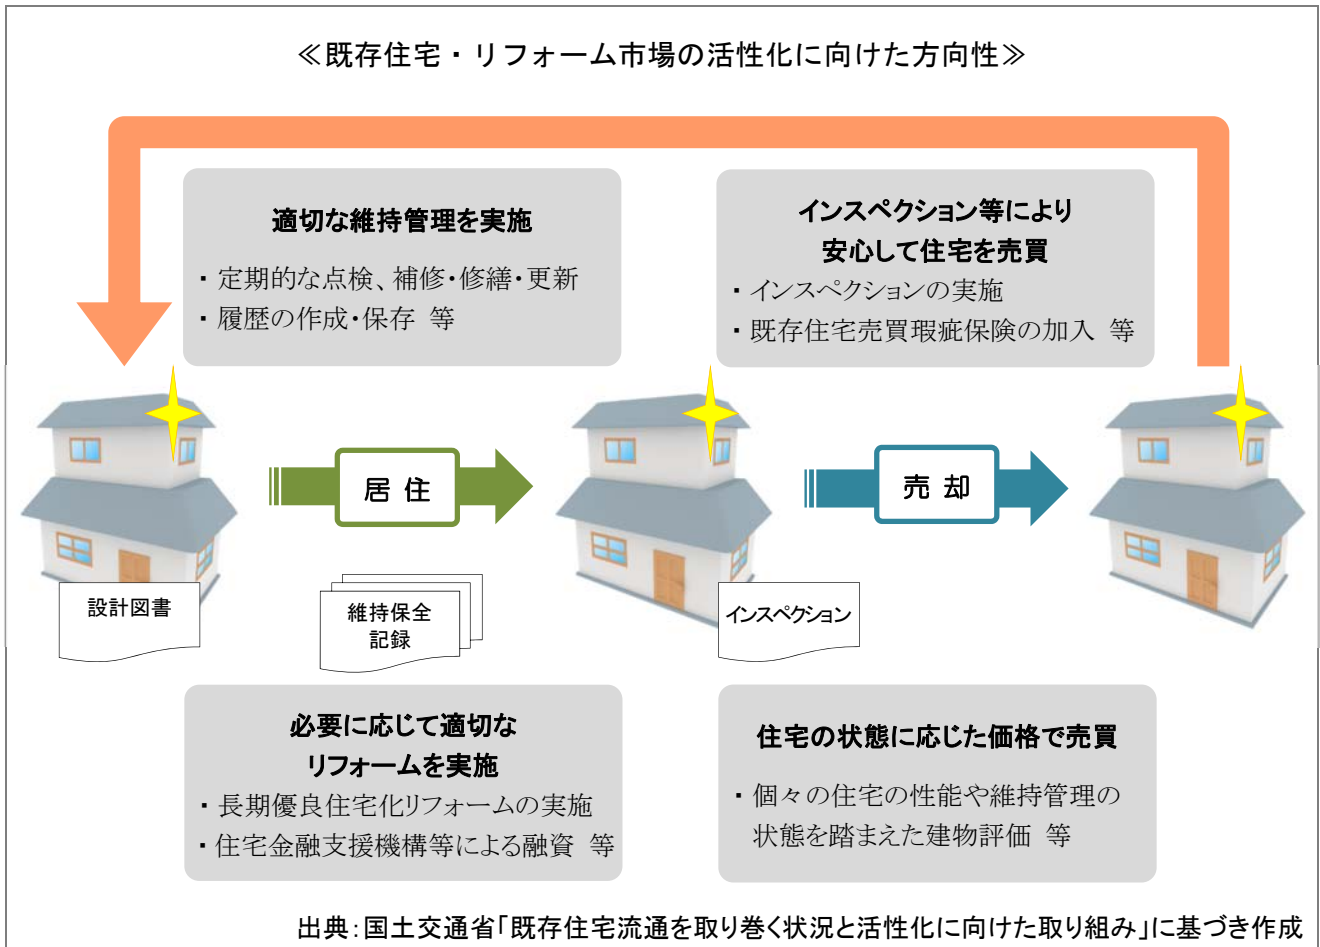 ≪既存住宅・リフォーム市場の活性化に向けた方向性≫
適切な維持管理を実施
・定期的な点検、補修・修繕・更新
・履歴の作成・保存 等
インスペクション等により
安心して住宅を売買
・インスペクションの実施
・既存住宅売買瑕疵保険の加入 等
居 住
売 却
設計図書
維持保全
記録
インスペクション
必要に応じて適切な
リフォームを実施
・長期優良住宅化リフォームの実施
・住宅金融支援機構等による融資 等
住宅の状態に応じた価格で売買
・個々の住宅の性能や維持管理の
状態を踏まえた建物評価 等
出典：国土交通省「既存住宅流通を取り巻く状況と活性化に向けた取り組み」に基づき作成